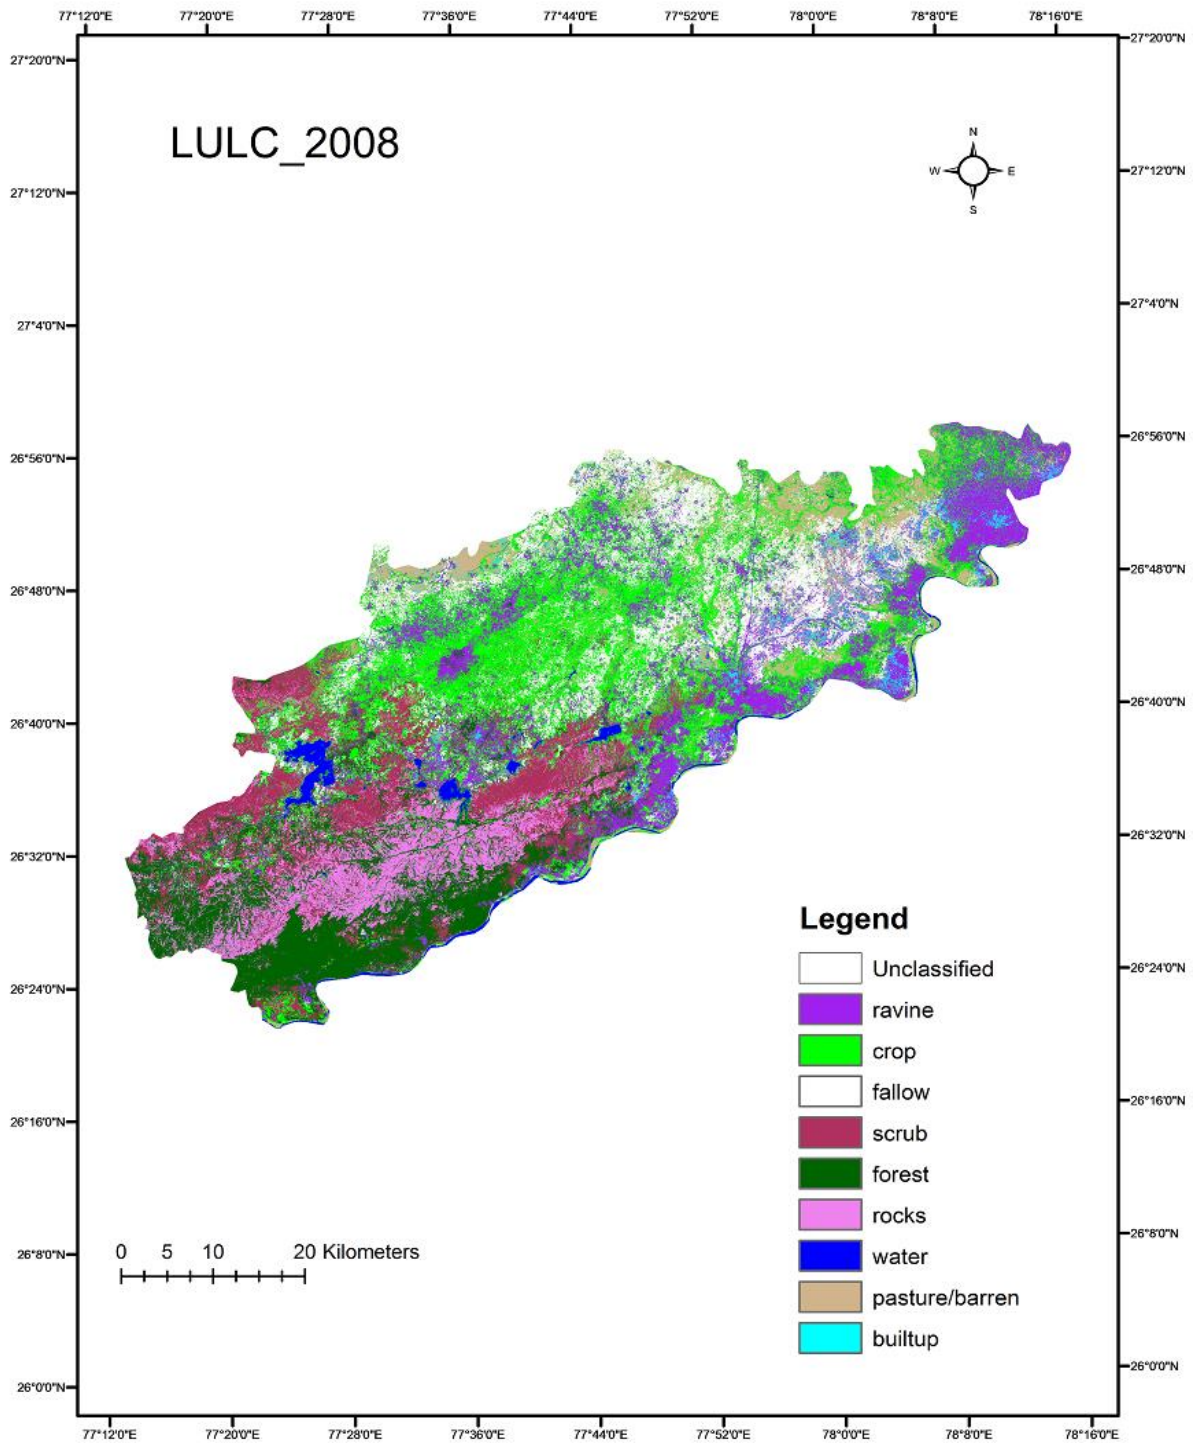 77°12'0"E 77°20'0"E 77°28'0"E 77°36'0"E 77°44'0"E 77°52'0"E 78°0'0"E 78°8'0"E 78°16'0"E
27°20'0"N 27°20'0"N
LULC_2008
N
W E
S
27°12'0"N 27°12'0"N
27°4'0"N 27°4'0"N
26°56'0"N 26°56'0"N
26°48'0"N 26°48'0"N
26°40'0"N 26°40'0"N
26°32'0"N 26°32'0"N
26°24'0"N 26°24'0"N
26°16'0"N 26°16'0"N
26°8'0"N 26°8'0"N
26°0'0"N 26°0'0"N
Legend
Unclassified
ravine
crop
fallow
scrub
forest
rocks
water
pasture/barren
builtup
0 5 10 20 Kilometers
77°12'0"E 77°20'0"E 77°28'0"E 77°36'0"E 77°44'0"E 77°52'0"E 78°0'0"E 78°8'0"E 78°16'0"E